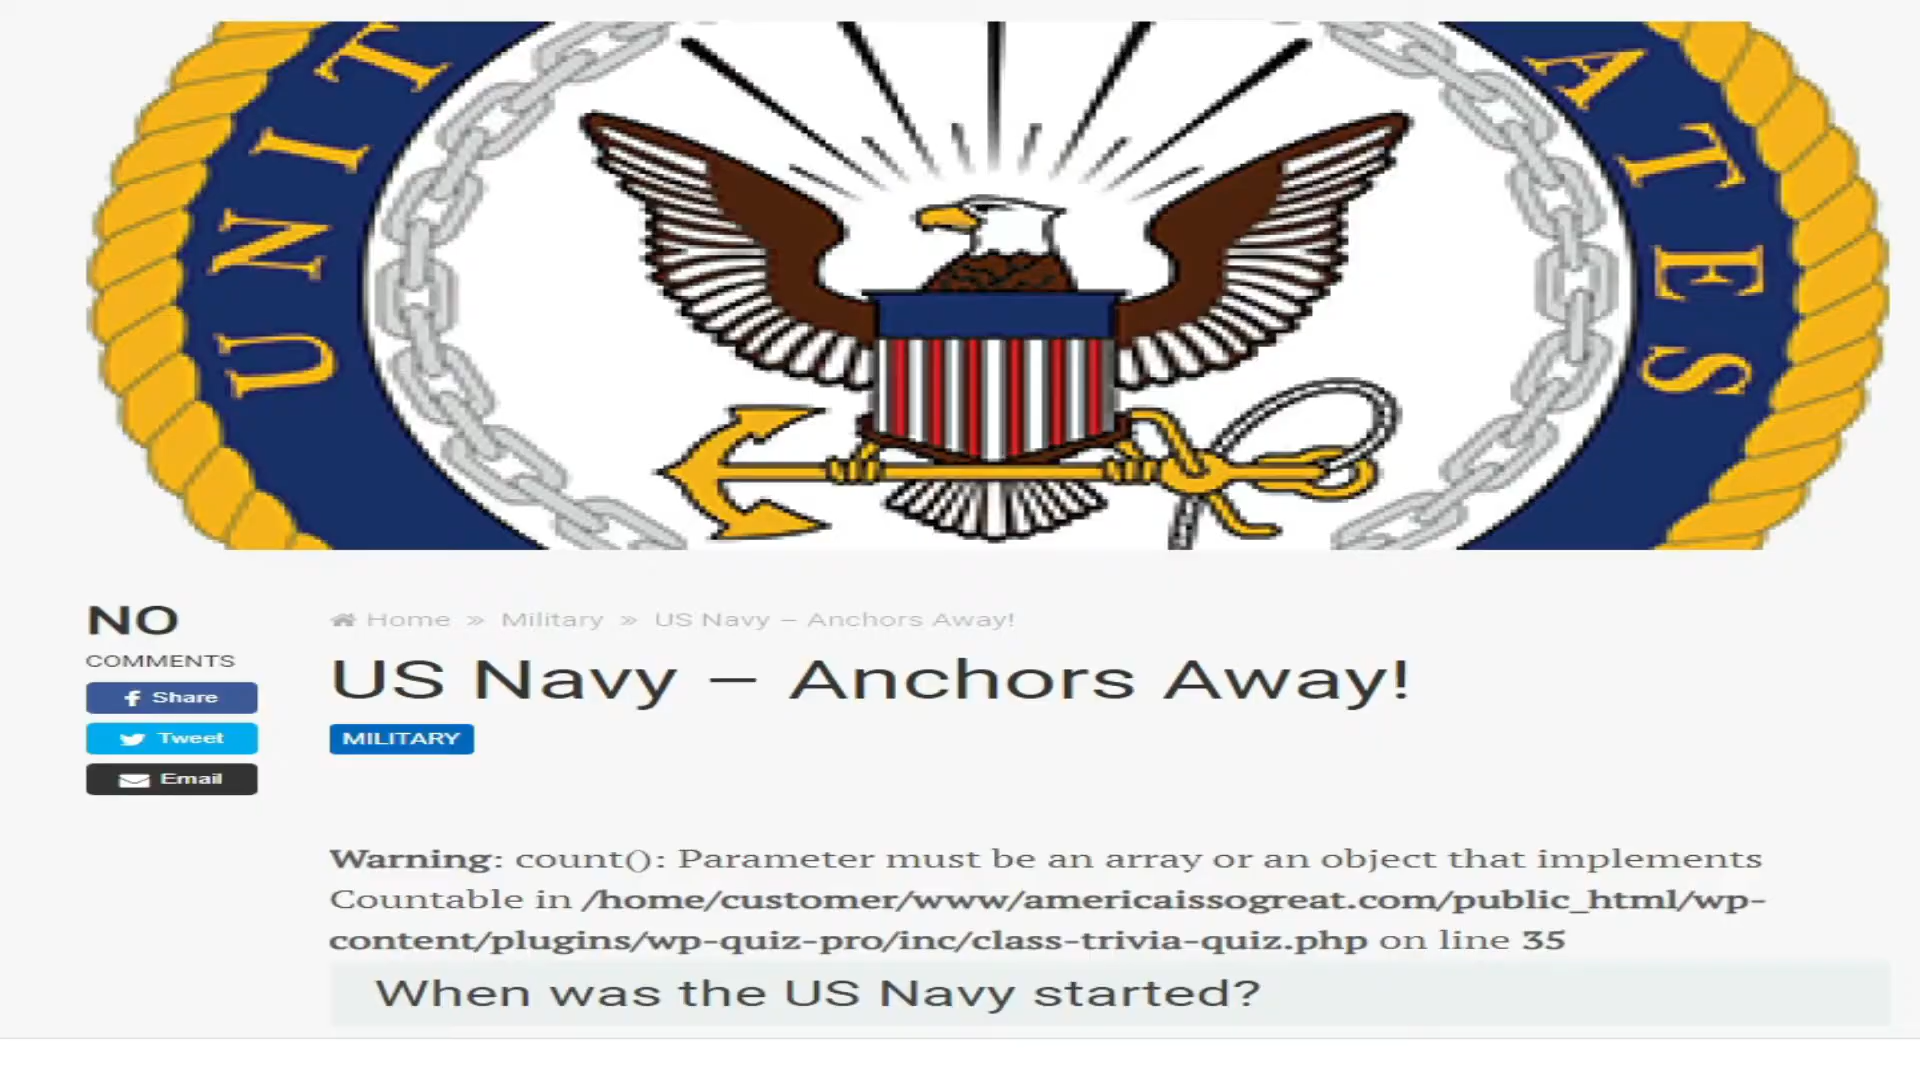 UNIT
ATES
NO
COMMENTS
Share
Tweet
Email
Home » Military » US Navy – Anchors Away!
US Navy – Anchors Away!
MILITARY
Warning: count(): Parameter must be an array or an object that implements
Countable in /home/customer/www/americaissogreat.com/public_html/wp-
content/plugins/wp-quiz-pro/inc/class-trivia-quiz.php on line 35
When was the US Navy started?